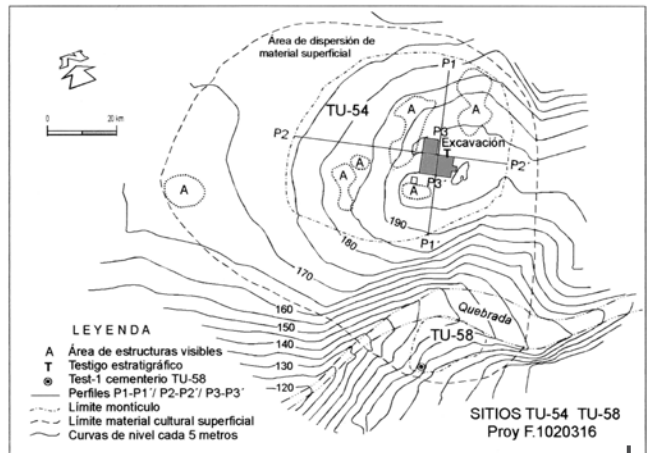 Área de dispersión de
material superficial
P1
TU-54
A
A
P2
P3
Excavación
T
A
P2´
A
P3´
A
190
P1´
180
170
160
150
140
130
120
Quebrada
TU-58
0 20 km
LEYENDA
A Área de estructuras visibles
T Testigo estratigráfico
Test-1 cementerio TU-58
Perfiles P1-P1´/ P2-P2´/ P3-P3´
Límite montículo
Límite material cultural superficial
Curvas de nivel cada 5 metros
SITIOS TU-54 TU-58
Proy F.1020316